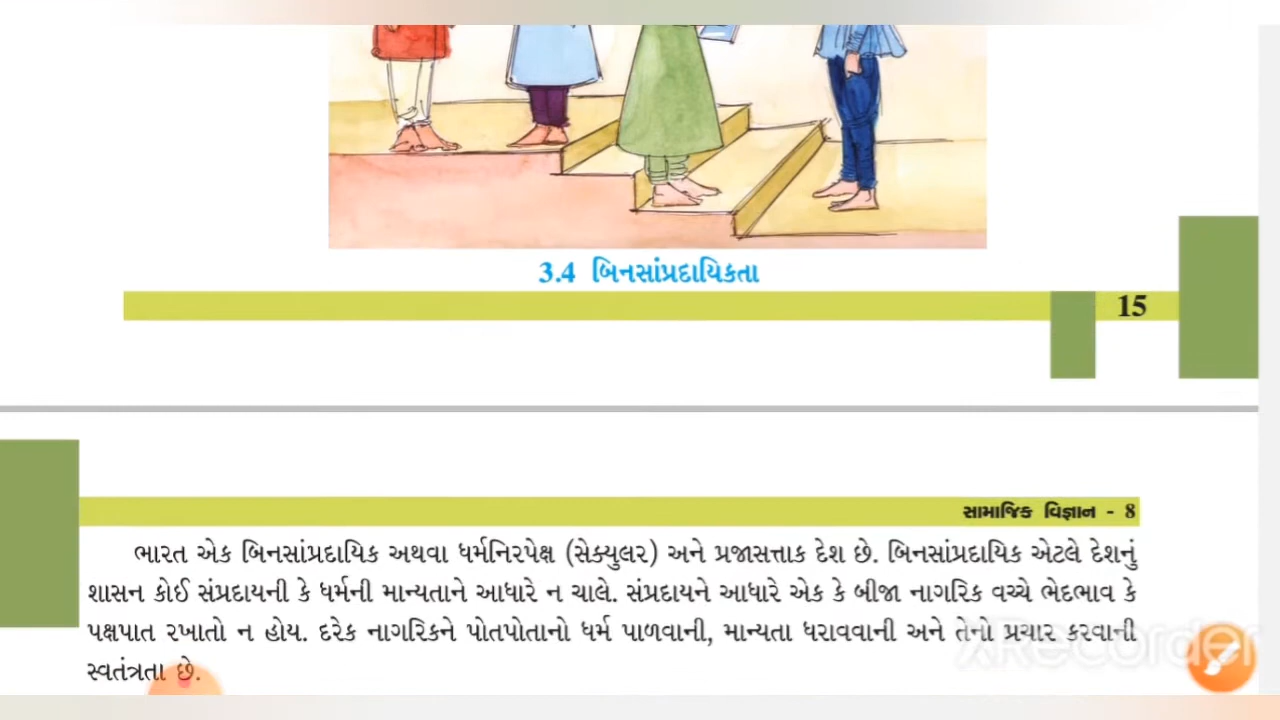 3.4 બિનસાંપ્રદાયિકતા
15
સામાજિક વિજ્ઞાન - 8
ભારત એક બિનસાંપ્રદાયિક અથવા ધર્મનિરપેક્ષ (સેક્યુલર) અને પ્રજાસત્તાક દેશ છે. બિનસાંપ્રદાયિક એટલે દેશનું
શાસન કોઈ સંપ્રદાયની કે ધર્મની માન્યતાને આધારે ન ચાલે. સંપ્રદાયને આધારે એક કે બીજા નાગરિક વચ્ચે ભેદભાવ કે
પક્ષપાત રખાતો ન હોય. દરેક નાગરિકને પોતપોતાનો ધર્મ પાળવાની, માન્યતા ધરાવવાની અને તેનો પ્રચાર કરવાની
સ્વતંત્રતા છે.
XRecorder